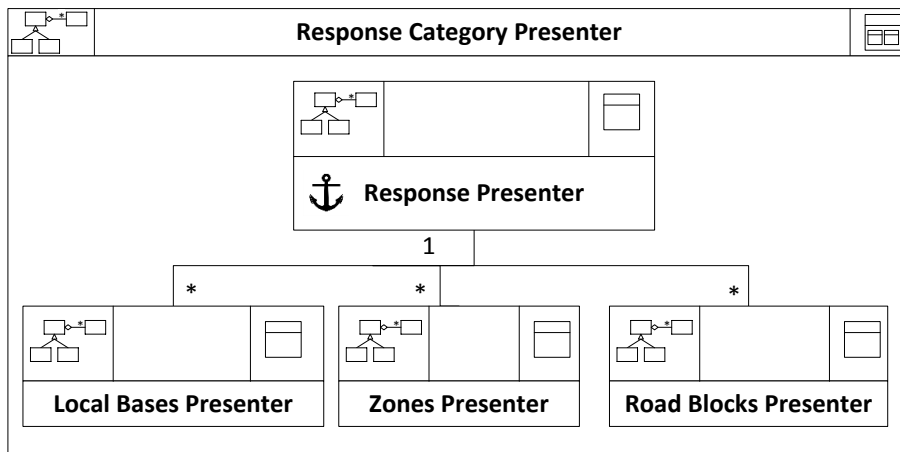 Response Category Presenter
*
*
Response Presenter
1
* * *
* * *
Local Bases Presenter Zones Presenter Road Blocks Presenter